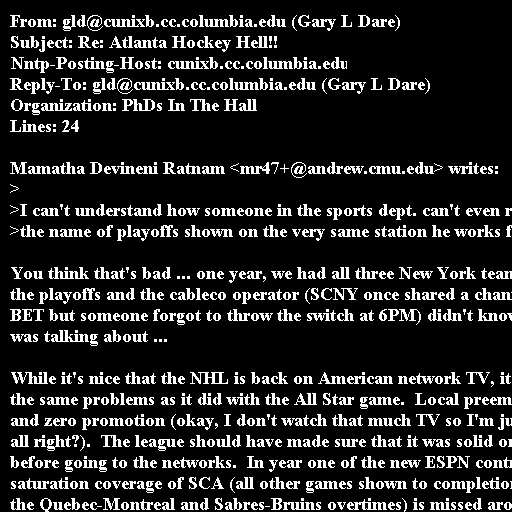 From: gld@cunixb.cc.columbia.edu (Gary L Dare)
Subject: Re: Atlanta Hockey Hell!!
Nntp-Posting-Host: cunixb.cc.columbia.edu
Reply-To: gld@cunixb.cc.columbia.edu (Gary L Dare)
Organization: PhDs In The Hall
Lines: 24

Mamatha Devineni Ratnam <mr47+@andrew.cmu.edu> writes:
>
>I can't understand how someone in the sports dept. can't even
>the name of playoffs shown on the very same station he works

You think that's bad ... one year, we had all three New York
the playoffs and the cableco operator (SCNY once shared a
BET but someone forgot to throw the switch at 6PM) didn't
was talking about ...

While it's nice that the NHL is back on American network TV, it
the same problems as it did with the All Star game.  Local
and zero promotion (okay, I don't watch that much TV so I'm
all right?).  The league should have made sure that it was solid
before going to the networks.  In year one of the new ESPN
saturation coverage of SCA (all other games shown to
the Quebec-Montreal and Sabres-Bruins overtimes) is missed